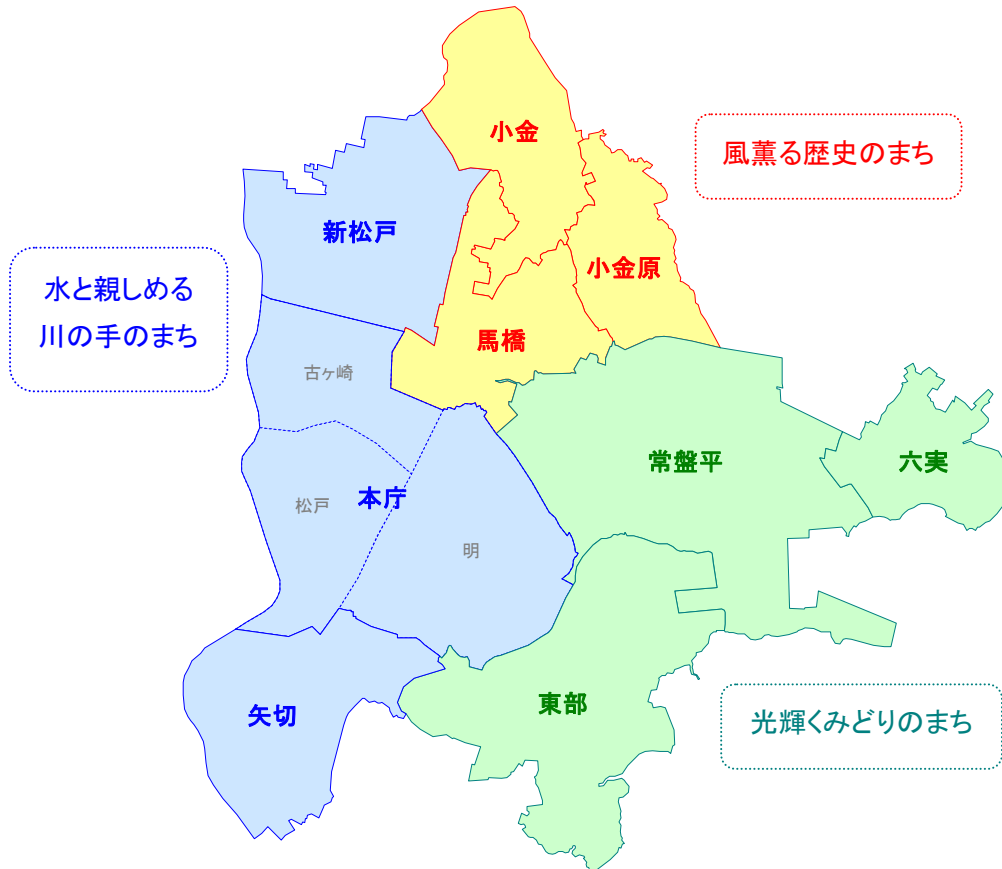 小金
風薫る歴史のまち
新松戸
小金原
水と親しめる
川の手のまち
馬橋
古ヶ崎
常盤平
六実
松戸
本庁
明
矢切
東部
光輝くみどりのまち